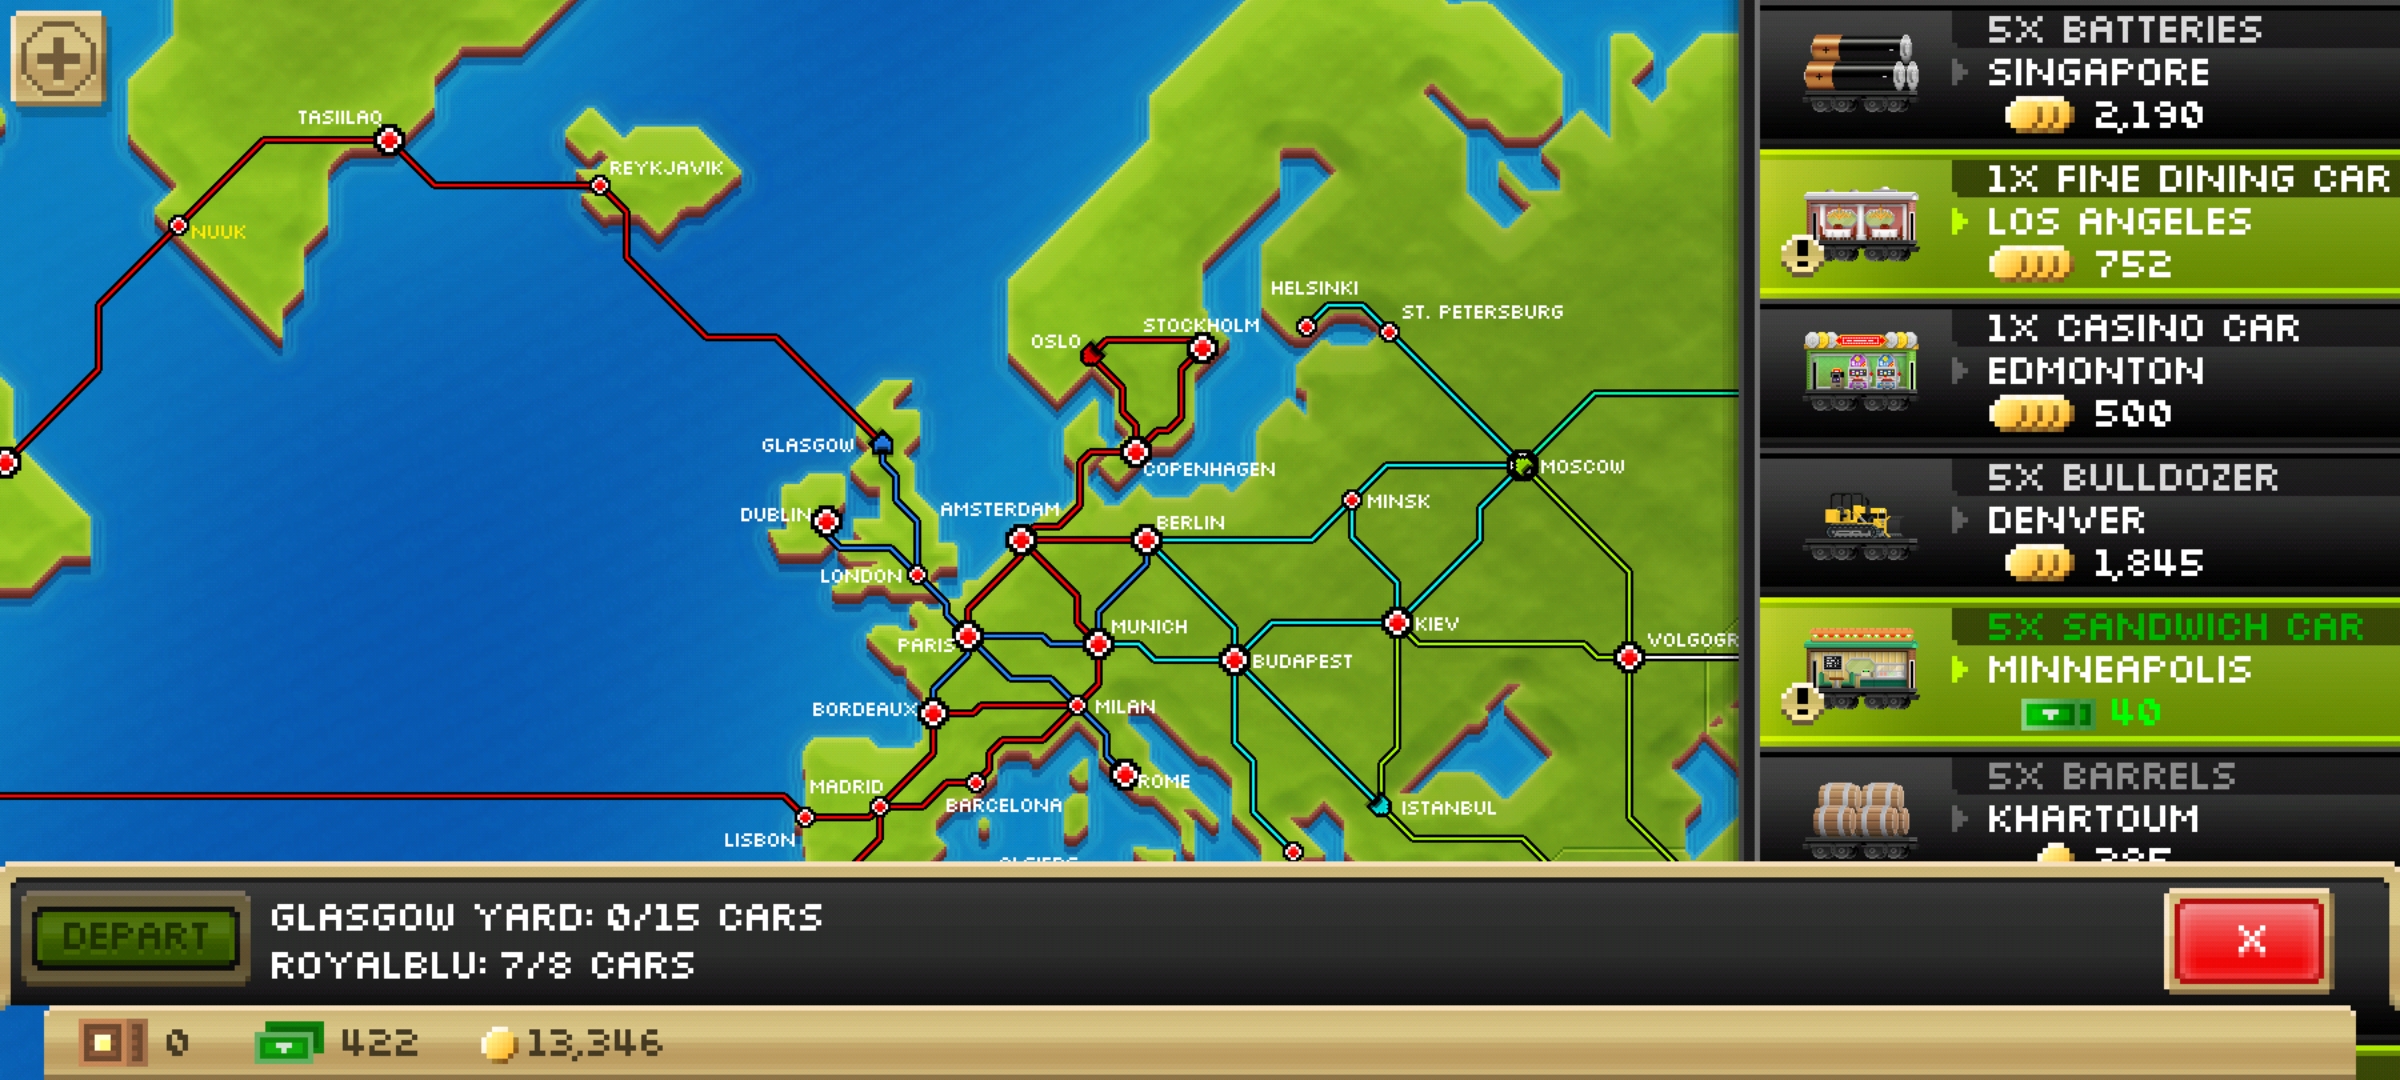 TASIILAQ
REYKJAVIK
NUUK
HELSINKI
ST. PETERSBURG
STOCKHOLM
OSLO
GLASGOW
COPENHAGEN
MOSCOW
MINSK
DUBLIN
AMSTERDAM
BERLIN
LONDON
PARIS
MUNICH
KIEV
BUDAPEST
VOLGOGR
BORDEAUX
MILAN
MADRID
ROME
BARCELONA
ISTANBUL
LISBON
5X BATTERIES
SINGAPORE
2,190
1X FINE DINING CAR
LOS ANGELES
752
1X CASINO CAR
EDMONTON
500
5X BULLDOZER
DENVER
1,845
5X SANDWICH CAR
MINNEAPOLIS
40
5X BARRELS
KHARTOUM
DEPART
GLASGOW YARD: 0/15 CARS
ROYALBLU: 7/8 CARS
X
0
422
13,346